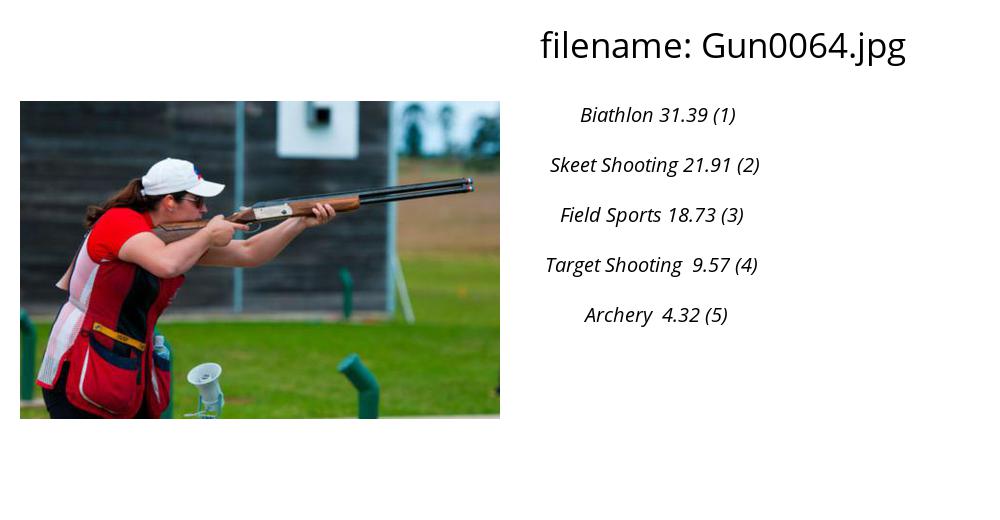 filename: Gun0064.jpg
Biathlon 31.39 (1)
Skeet Shooting 21.91 (2)
Field Sports 18.73 (3)
Target Shooting 9.57 (4)
Archery 4.32 (5)